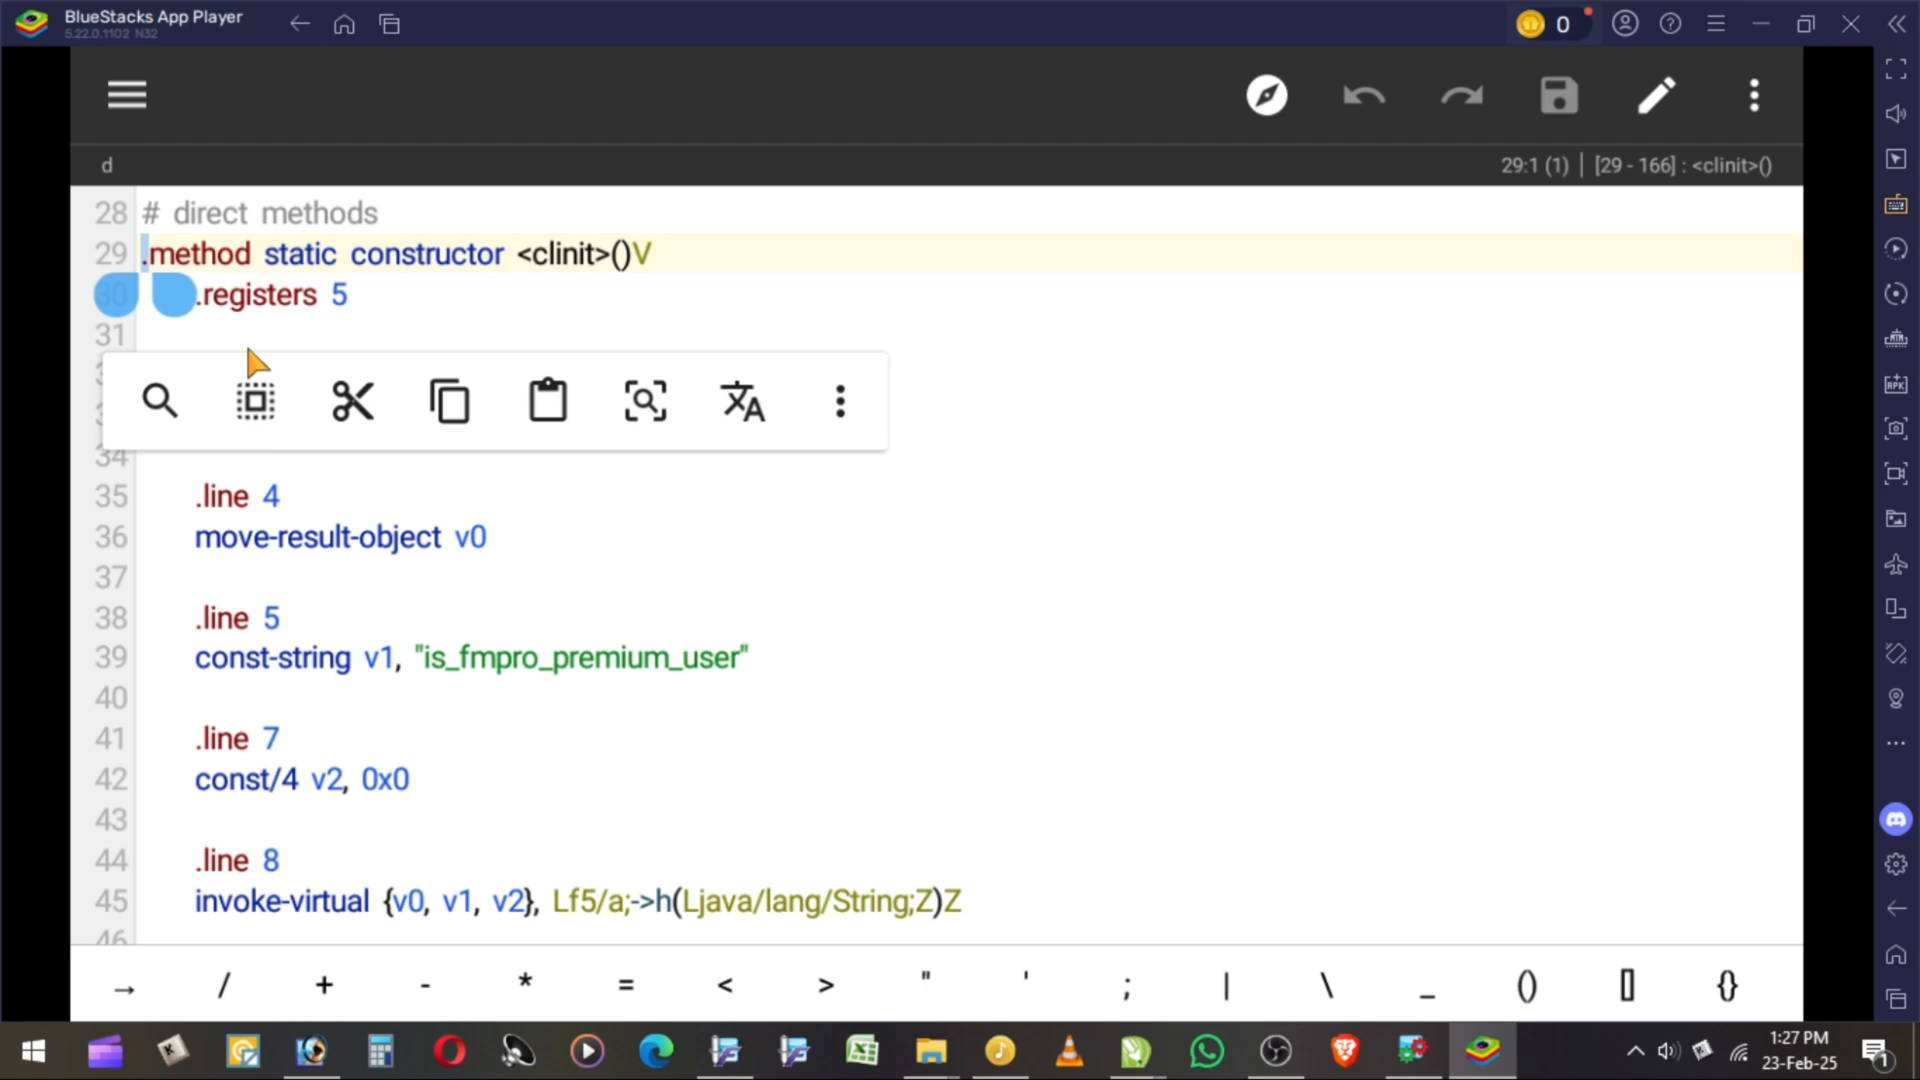 BlueStacks App Player
5.22.0.1102 N32
0
d
29:1 (1) | [29 - 166] : <clinit>()
28 # direct methods
29 .method static constructor <clinit>()V
30 .registers 5
31
34
35 .line 4
36 move-result-object v0
37
38 .line 5
39 const-string v1, "is_fmpro_premium_user"
40
41 .line 7
42 const/4 v2, 0x0
43
44 .line 8
45 invoke-virtual {v0, v1, v2}, Lf5/a;->h(Ljava/lang/String;Z)Z
46
→ / + - * = < > " ' ; | \ _ () [] {}
1:27 PM
23-Feb-25
1